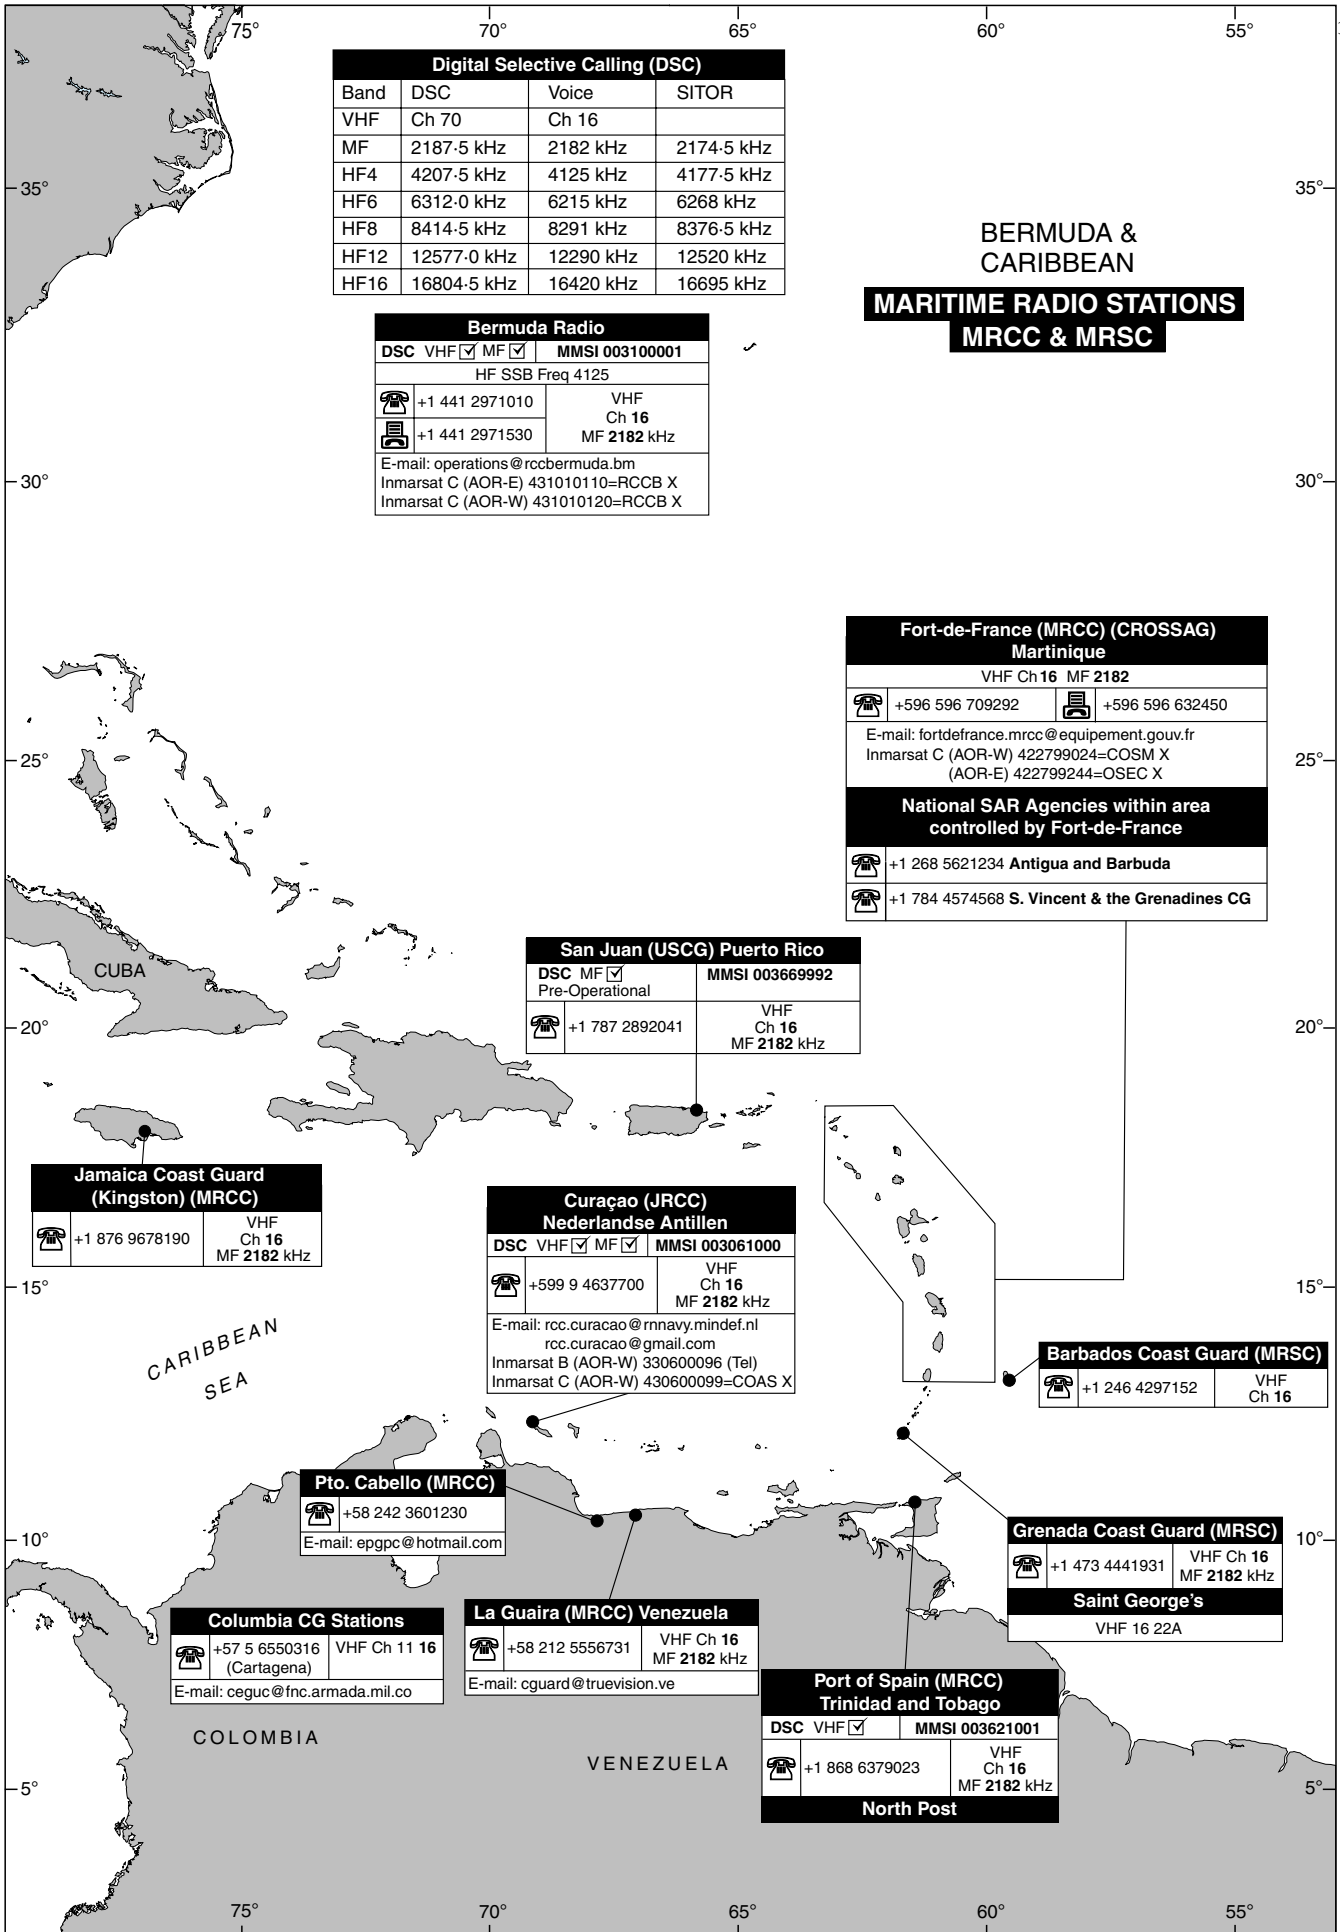 75° 70° 65° 60° 55°
Digital Selective Calling (DSC)
Band DSC Voice SITOR
VHF Ch 70 Ch 16
MF 2187·5 kHz 2182 kHz 2174·5 kHz
HF4 4207·5 kHz 4125 kHz 4177·5 kHz
HF6 6312·0 kHz 6215 kHz 6268 kHz
HF8 8414·5 kHz 8291 kHz 8376·5 kHz
HF12 12577·0 kHz 12290 kHz 12520 kHz
HF16 16804·5 kHz 16420 kHz 16695 kHz
35° 35°
BERMUDA &
CARIBBEAN
MARITIME RADIO STATIONS
MRCC & MRSC
Bermuda Radio
DSC VHF MF MMSI 003100001
HF SSB Freq 4125
+1 441 2971010
+1 441 2971530
VHF
Ch 16
MF 2182 kHz
E-mail: operations@rccbermuda.bm
Inmarsat C (AOR-E) 431010110=RCCB X
Inmarsat C (AOR-W) 431010120=RCCB X
30° 30°
Fort-de-France (MRCC) (CROSSAG)
Martinique
VHF Ch 16 MF 2182
+596 596 709292 +596 596 632450
E-mail: fortdefrance.mrcc@equipement.gouv.fr
Inmarsat C (AOR-W) 422799024=COSM X
(AOR-E) 422799244=OSEC X
National SAR Agencies within area
controlled by Fort-de-France
+1 268 5621234 Antigua and Barbuda
+1 784 4574568 S. Vincent & the Grenadines CG
25° 25°
CUBA
San Juan (USCG) Puerto Rico
DSC MF MMSI 003669992
Pre-Operational
+1 787 2892041
VHF
Ch 16
MF 2182 kHz
20° 20°
Jamaica Coast Guard
(Kingston) (MRCC)
+1 876 9678190
VHF
Ch 16
MF 2182 kHz
Curaçao (JRCC)
Nederlandse Antillen
DSC VHF MF MMSI 003061000
+599 9 4637700
VHF
Ch 16
MF 2182 kHz
E-mail: rcc.curacao@rnnavy.mindef.nl
rcc.curacao@gmail.com
Inmarsat B (AOR-W) 330600096 (Tel)
Inmarsat C (AOR-W) 430600099=COAS X
15° 15°
CARIBBEAN
SEA
Barbados Coast Guard (MRSC)
+1 246 4297152
VHF
Ch 16
Pto. Cabello (MRCC)
+58 242 3601230
E-mail: epgpc@hotmail.com
10° 10°
Grenada Coast Guard (MRSC)
+1 473 4441931
VHF Ch 16
MF 2182 kHz
Saint George's
VHF 16 22A
Columbia CG Stations
+57 5 6550316 VHF Ch 11 16
(Cartagena)
E-mail: ceguc@fnc.armada.mil.co
La Guaira (MRCC) Venezuela
+58 212 5556731
VHF Ch 16
MF 2182 kHz
E-mail: cguard@truevision.ve
Port of Spain (MRCC)
Trinidad and Tobago
DSC VHF MMSI 003621001
+1 868 6379023
VHF
Ch 16
MF 2182 kHz
North Post
COLOMBIA
VENEZUELA
5° 5°
75° 70° 65° 60° 55°